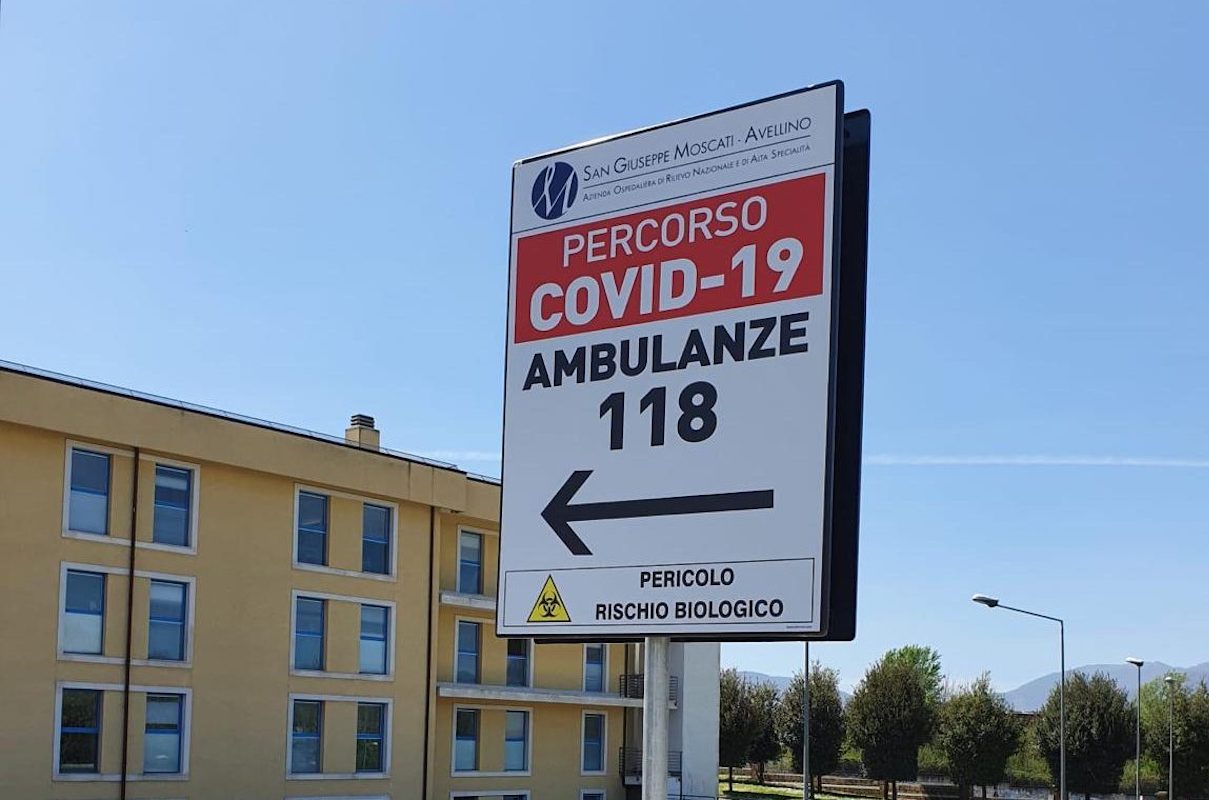 SAN GIUSEPPE MOSCATI - AVELLINO
AZIENDA OSPEDALIERA DI RILIEVO NAZIONALE E DI ALTA SPECIALITÀ
PERCORSO
COVID-19
AMBULANZE
118
PERICOLO
RISCHIO BIOLOGICO